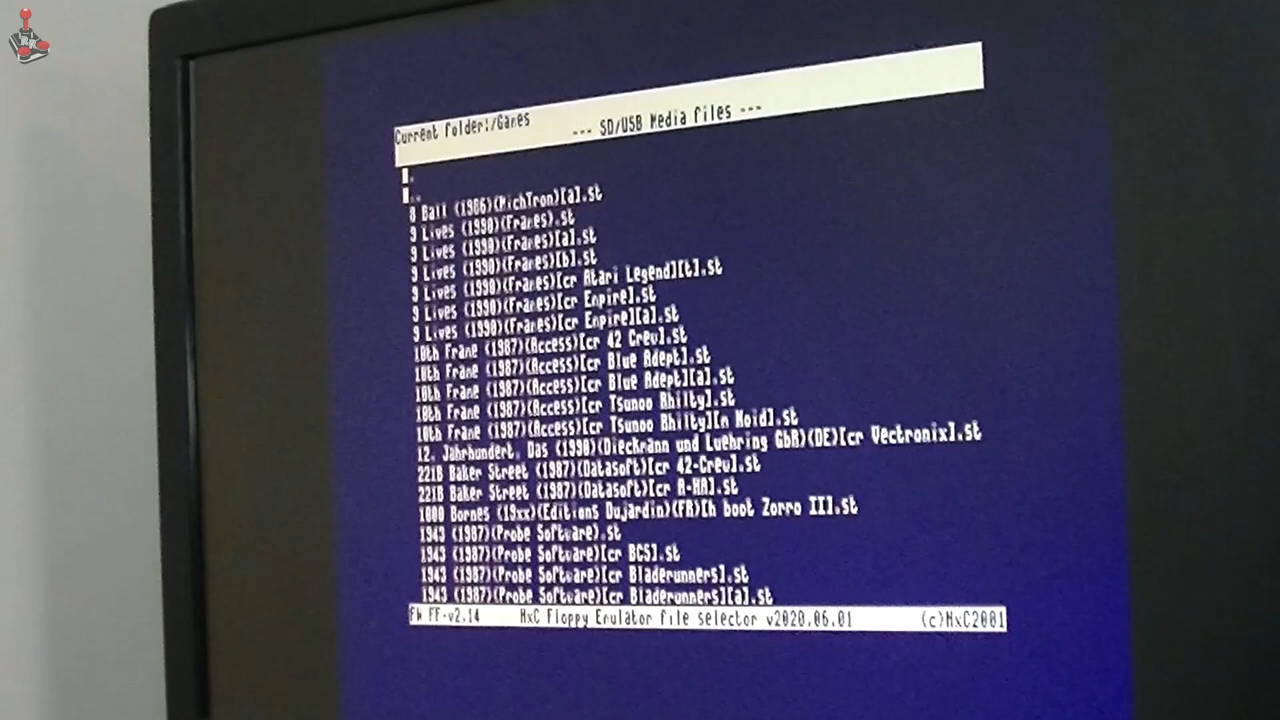 Current folder:/Games
--- SD/USB Media files ---
.
..
8 Ball (1986)(MichTron)[a].st
9 Lives (1990)(Frames).st
9 Lives (1990)(Frames)[a].st
9 Lives (1990)(Frames)[b].st
9 Lives (1990)(Frames)[cr Atari Legend][t].st
9 Lives (1990)(Frames)[cr Empire].st
9 Lives (1990)(Frames)[cr Empire][a].st
10th Frame (1987)(Access)[cr 42 Crew].st
10th Frame (1987)(Access)[cr Blue Adept].st
10th Frame (1987)(Access)[cr Blue Adept][a].st
10th Frame (1987)(Access)[cr Tsunoo Rhilty].st
10th Frame (1987)(Access)[cr Tsunoo Rhilty][m Moid].st
12. Jahrhundert, Das (1990)(Dieckmann und Luehring GbR)(DE)[cr Vectronix].st
221B Baker Street (1987)(Datasoft)[cr 42-Crew].st
221B Baker Street (1987)(Datasoft)[cr A-HA].st
1000 Bornes (19xx)(Editions Dujardin)(FR)[h boot Zorro II].st
1943 (1987)(Probe Software).st
1943 (1987)(Probe Software)[cr BCS].st
1943 (1987)(Probe Software)[cr Bladerunners].st
1943 (1987)(Probe Software)[cr Bladerunners][a].st
FW FF-v2.14 HxC Floppy Emulator file selector v2020.06.01 (c)HxC2001